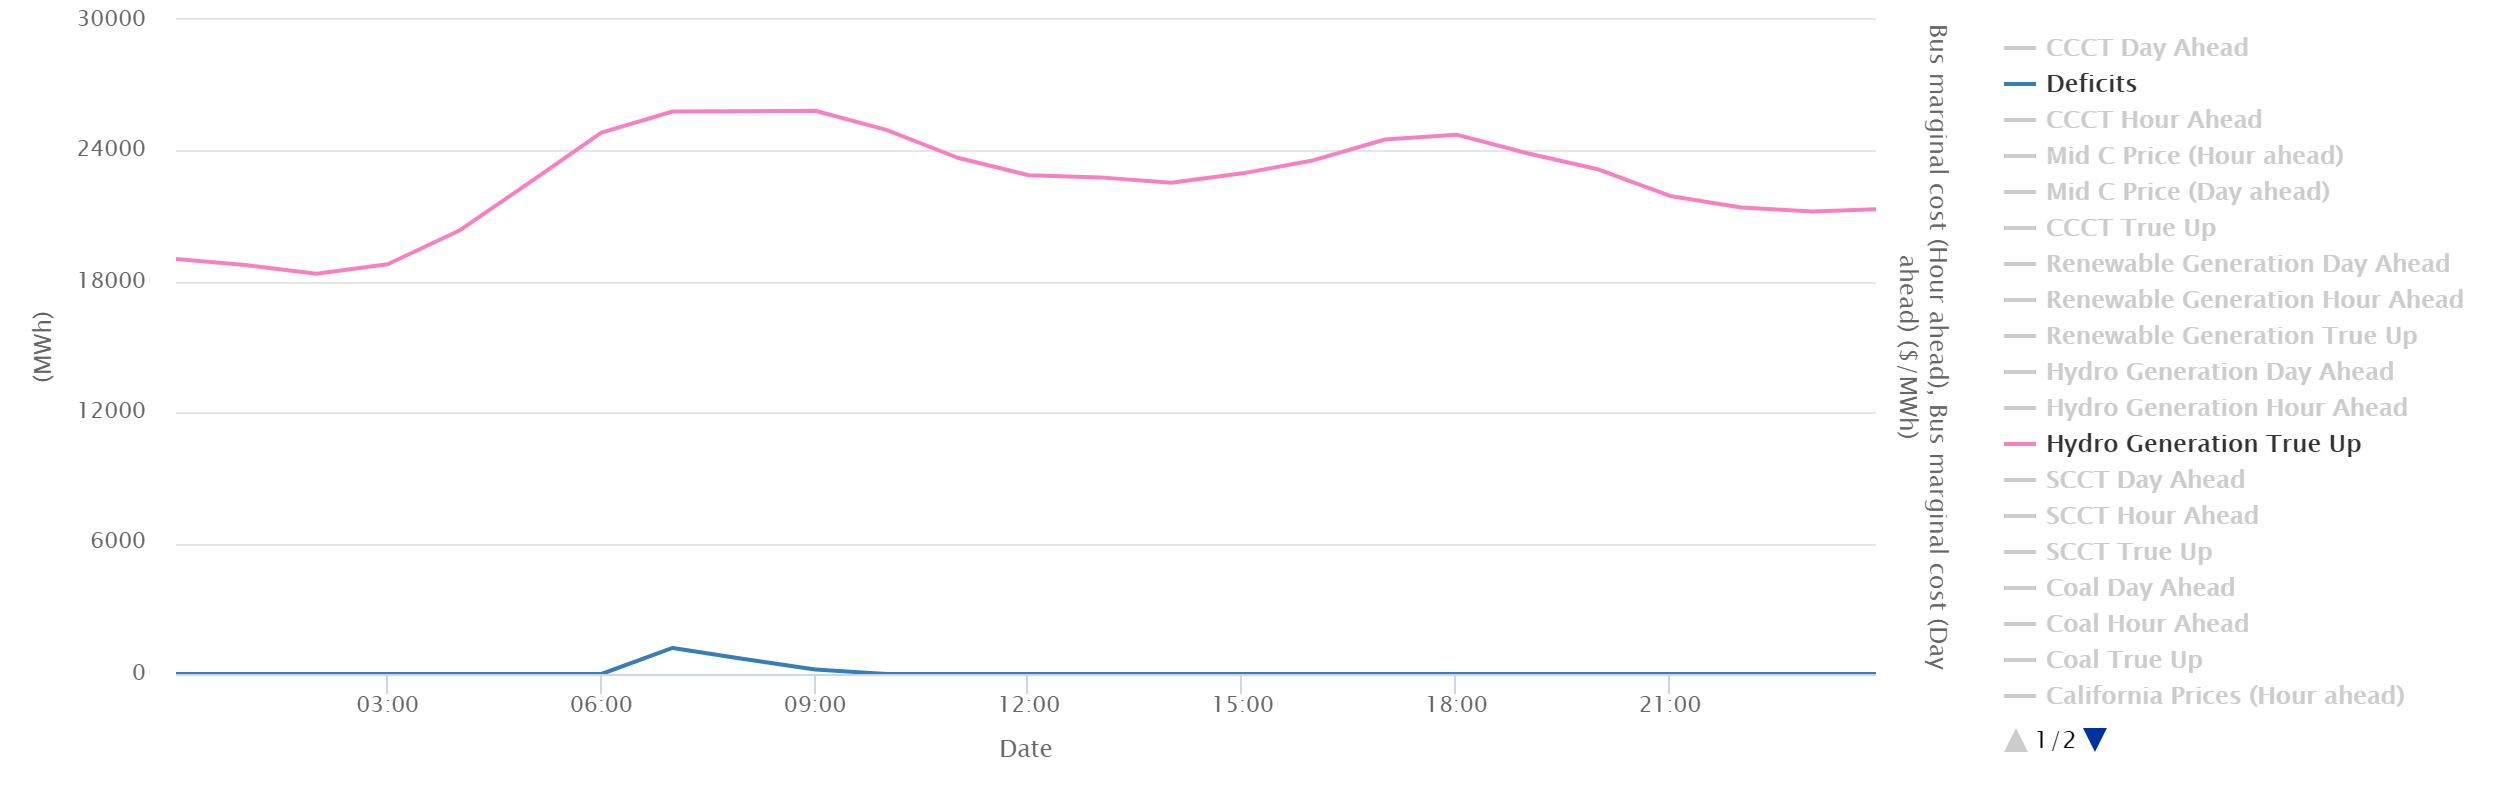 30000
24000
18000
12000
6000
0
(MWh)
03:00
06:00
09:00
12:00
15:00
18:00
21:00
Date
Bus marginal cost (Hour ahead), Bus marginal cost (Day
ahead) ($/MWh)
CCCT Day Ahead
Deficits
CCCT Hour Ahead
Mid C Price (Hour ahead)
Mid C Price (Day ahead)
CCCT True Up
Renewable Generation Day Ahead
Renewable Generation Hour Ahead
Renewable Generation True Up
Hydro Generation Day Ahead
Hydro Generation Hour Ahead
Hydro Generation True Up
SCCT Day Ahead
SCCT Hour Ahead
SCCT True Up
Coal Day Ahead
Coal Hour Ahead
Coal True Up
California Prices (Hour ahead)
1/2